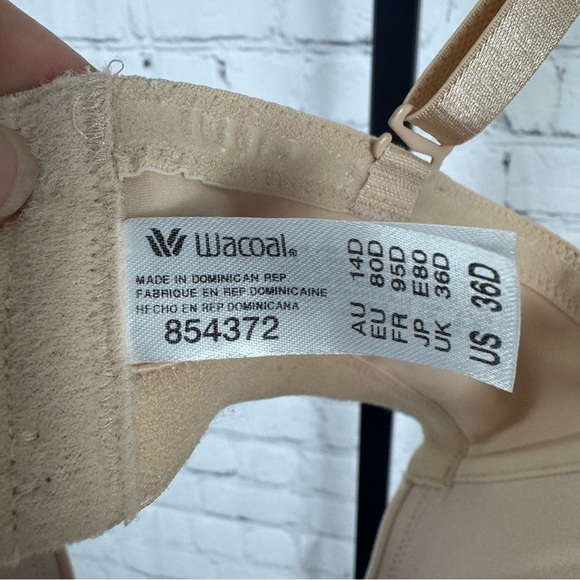 Wacoal®
MADE IN DOMINICAN REP
FABRIQUE EN REP DOMINICAINE
HECHO EN REP DOMINICANA
854372
AU 14D
EU 80D
FR 95D
JP E80
UK 36D
US 36D